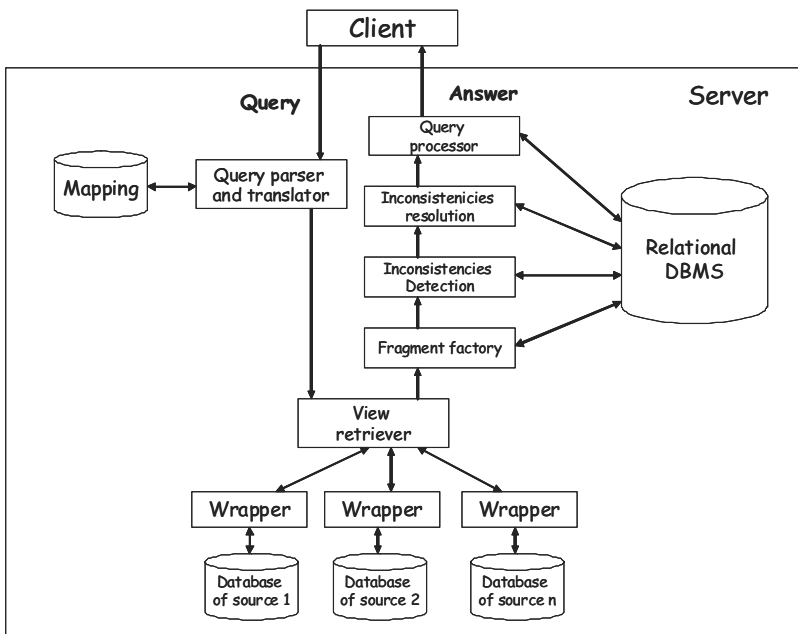 Client
Server
Query
Answer
Query
processor
Mapping
Query parser
and translator
Inconsistenicies
resolution
Relational
DBMS
Inconsistencies
Detection
Fragment factory
View
retriever
Wrapper
Wrapper
Wrapper
Database
of source 1
Database
of source 2
Database
of source n